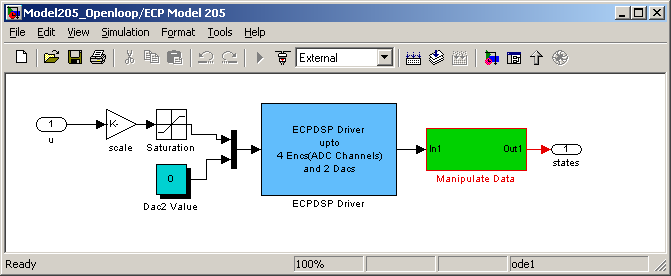 Model205_Openloop/ECP Model 205
File Edit View Simulation Format Tools Help
External
1
u
K-
scale
Saturation
0
Dac2 Value
ECPDSP Driver
upto
4 Encs(ADC Channels)
and 2 Dacs
ECPDSP Driver
In1 Out1
Manipulate Data
1
states
Ready 100% ode1